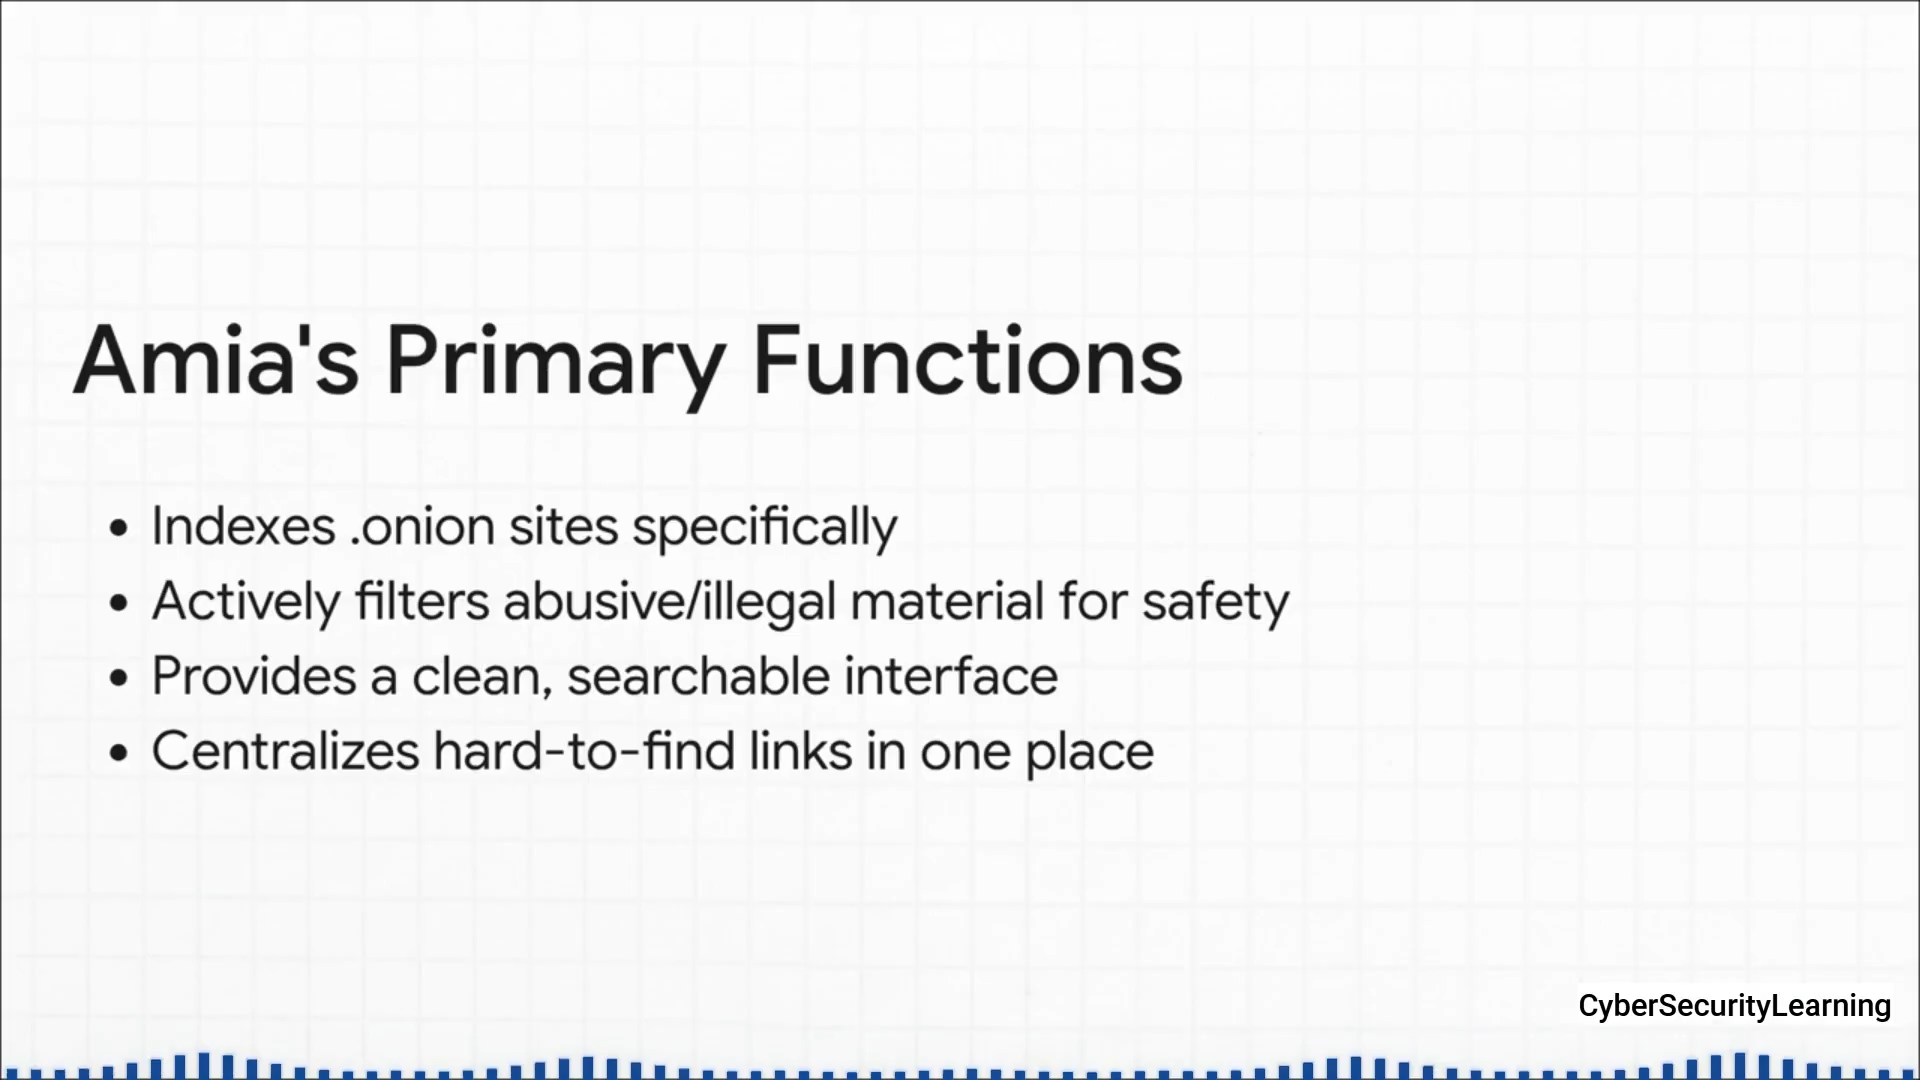 Amia's Primary Functions
• Indexes .onion sites specifically
• Actively filters abusive/illegal material for safety
• Provides a clean, searchable interface
• Centralizes hard-to-find links in one place
CyberSecurityLearning